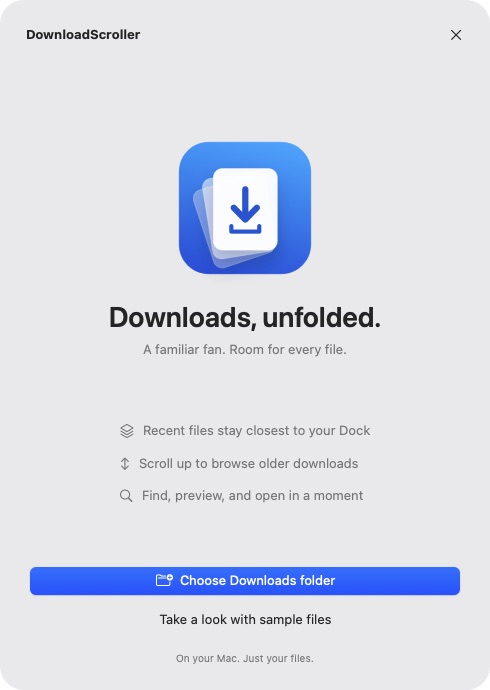 DownloadScroller
Downloads, unfolded.
A familiar fan. Room for every file.
Recent files stay closest to your Dock
Scroll up to browse older downloads
Find, preview, and open in a moment
Choose Downloads folder
Take a look with sample files
On your Mac. Just your files.